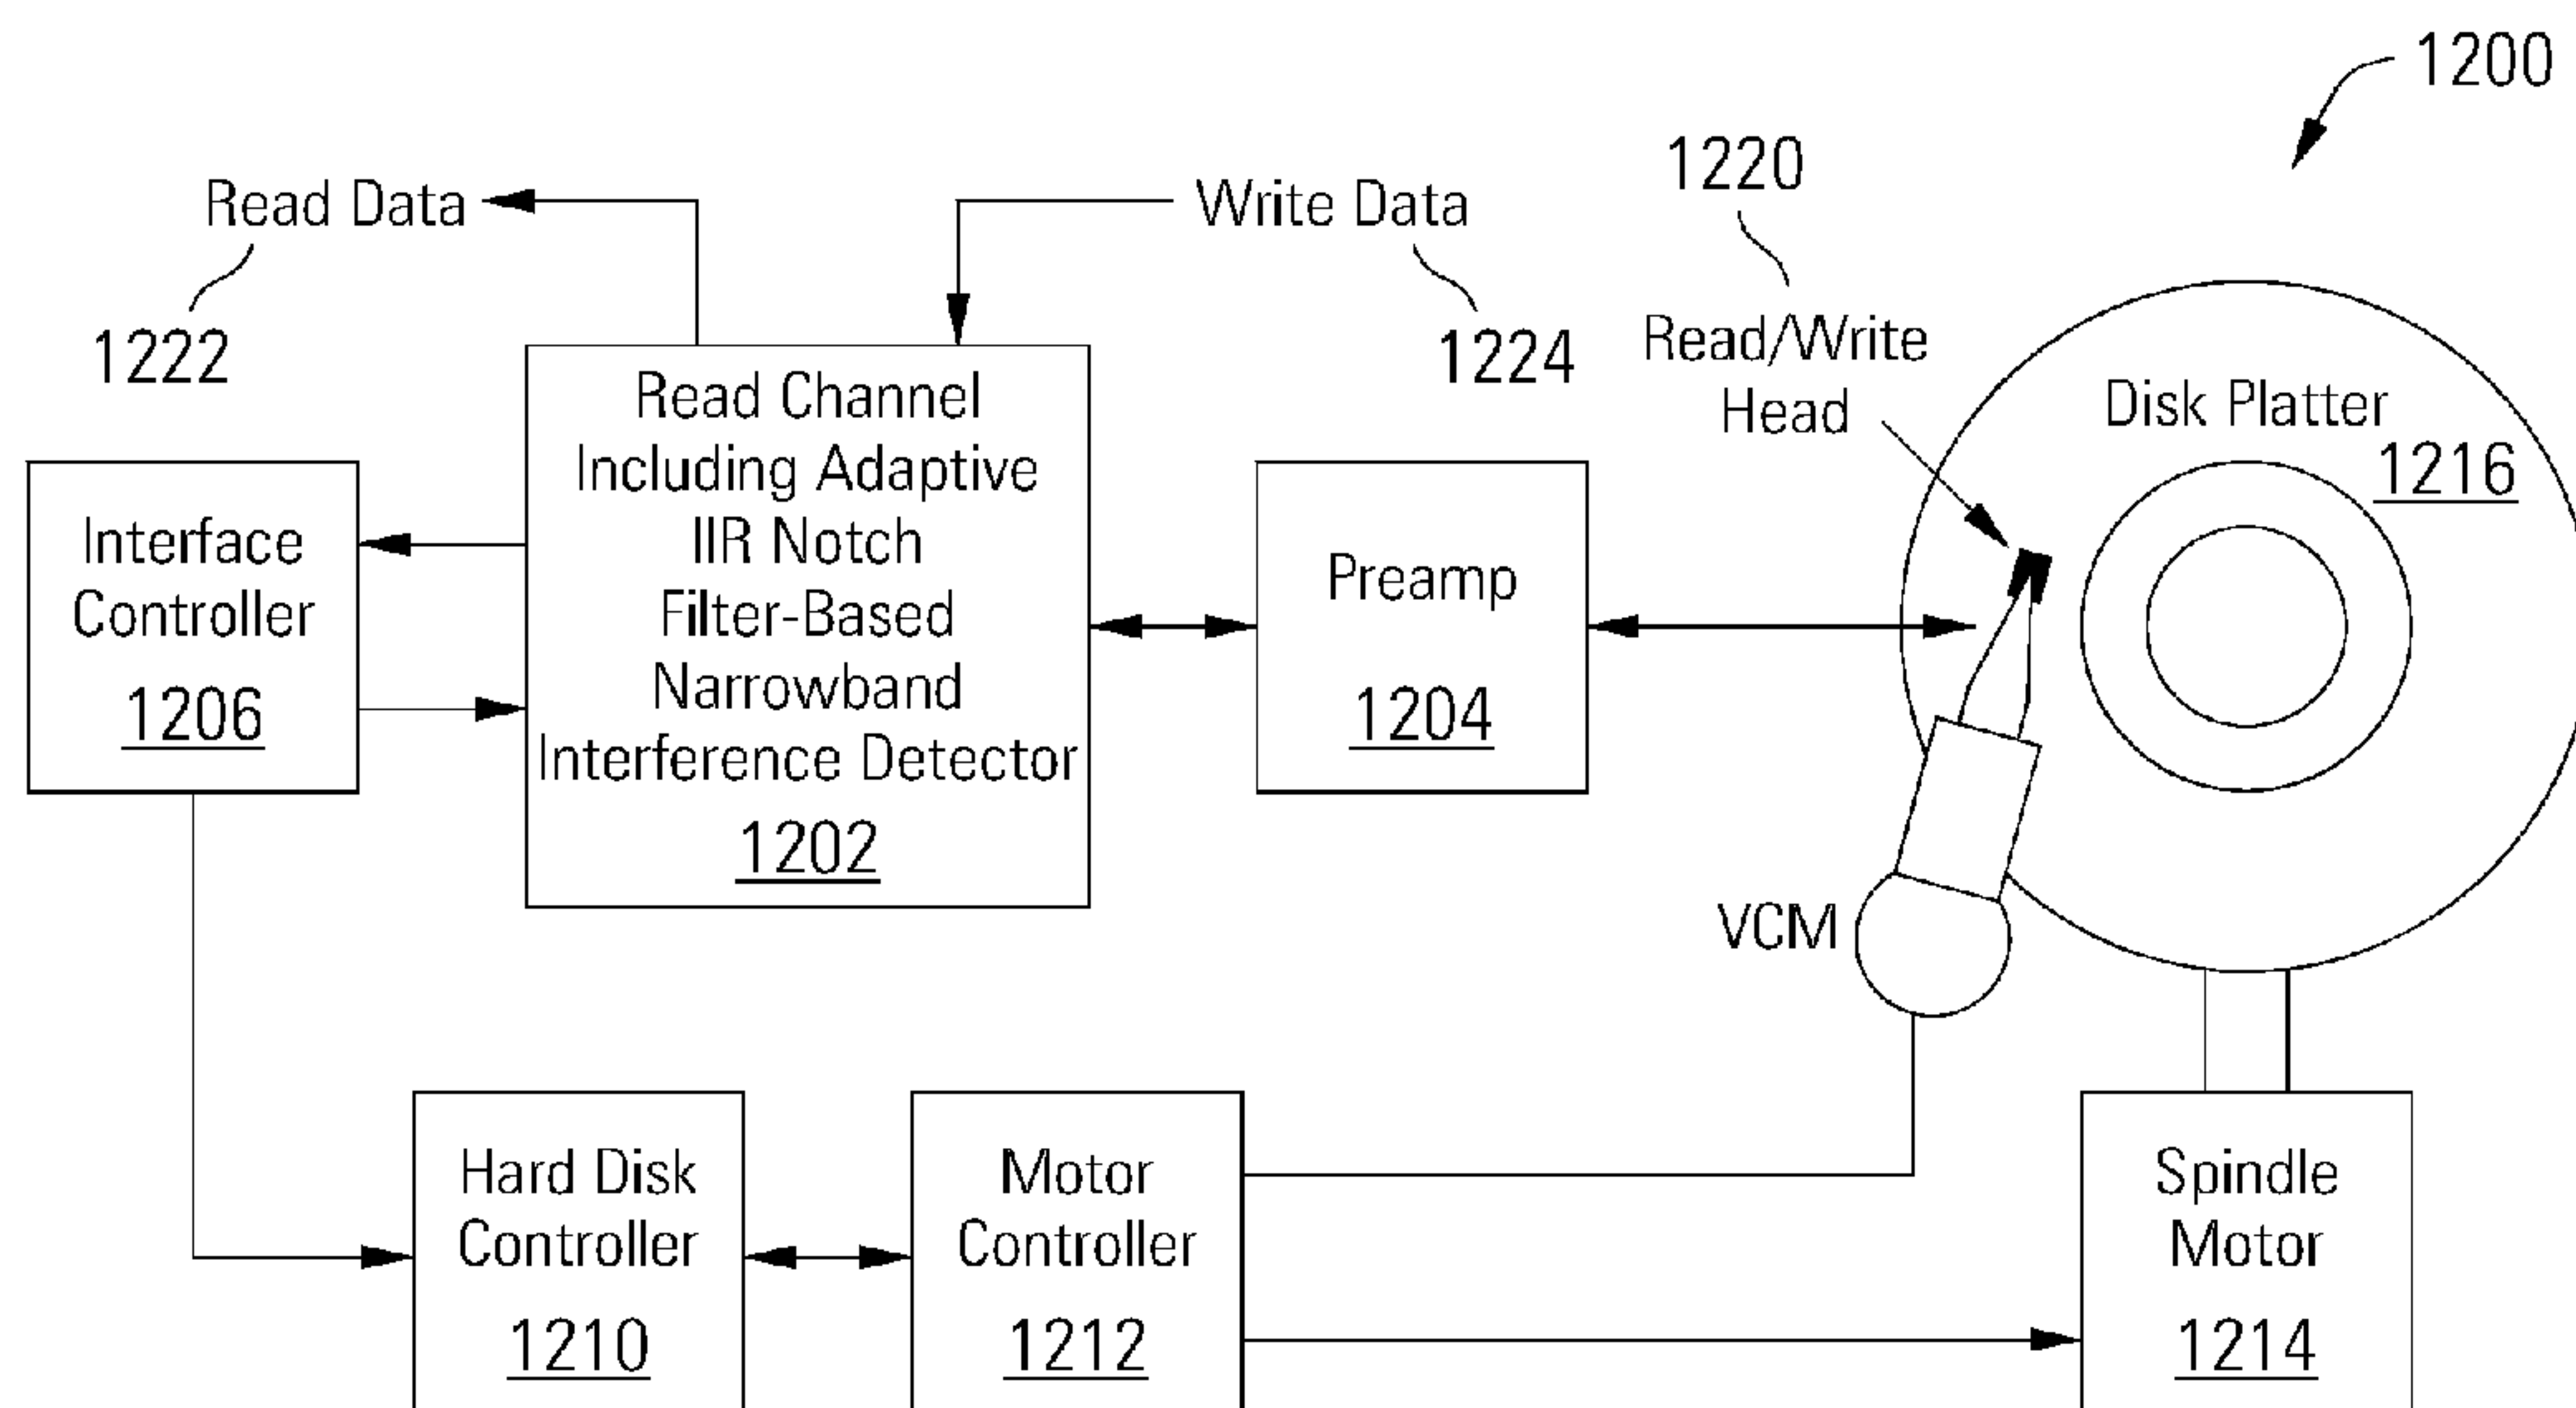 1200
1220
Read Data
Write Data
1222
1224
Read/Write
Head
Disk Platter
1216
Read Channel
Including Adaptive
IIR Notch
Filter-Based
Narrowband
Interference Detector
1202
Interface
Controller
1206
Preamp
1204
VCM
Hard Disk
Controller
1210
Motor
Controller
1212
Spindle
Motor
1214